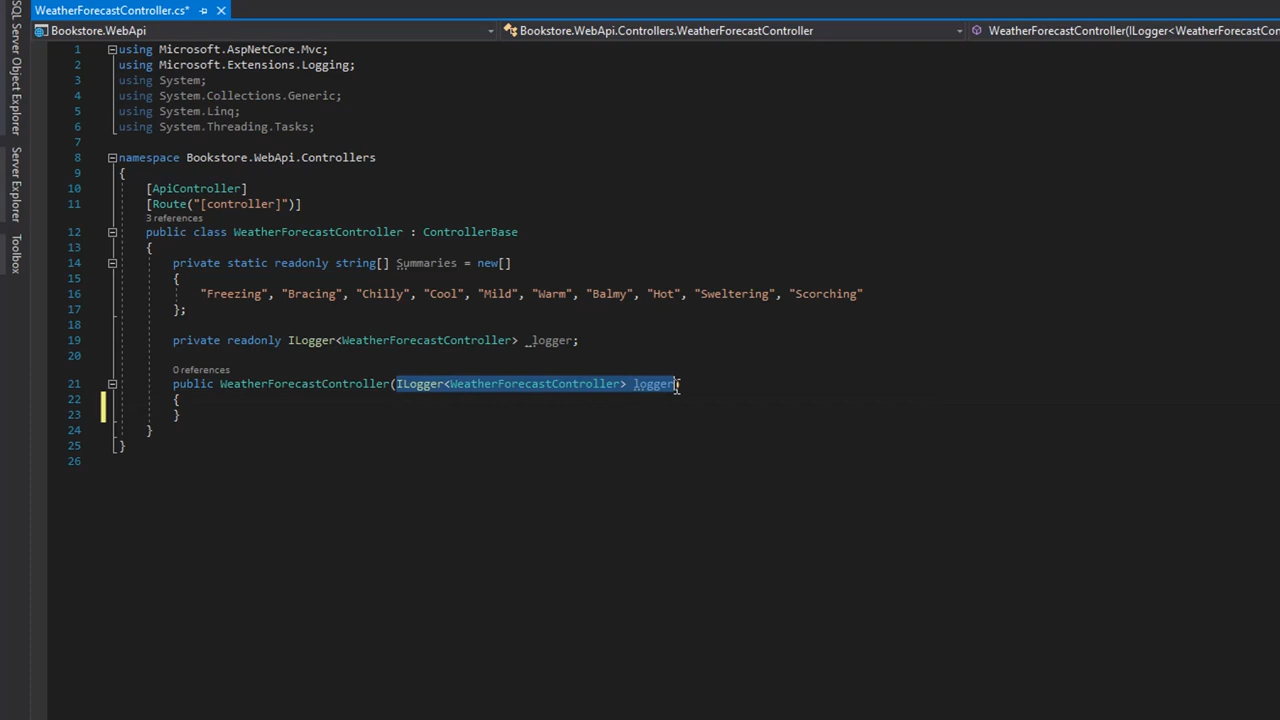 WeatherForecastController.cs*
Bookstore.WebApi
Bookstore.WebApi.Controllers.WeatherForecastController
WeatherForecastController(ILogger<WeatherForecastCon
SQL Server Object Explorer
Server Explorer
Toolbox
1 using Microsoft.AspNetCore.Mvc;
2 using Microsoft.Extensions.Logging;
3 using System;
4 using System.Collections.Generic;
5 using System.Linq;
6 using System.Threading.Tasks;
7
8 namespace Bookstore.WebApi.Controllers
9 {
10 [ApiController]
11 [Route("[controller]")]
3 references
12 public class WeatherForecastController : ControllerBase
13 {
14 private static readonly string[] Summaries = new[]
15 {
16 "Freezing", "Bracing", "Chilly", "Cool", "Mild", "Warm", "Balmy", "Hot", "Sweltering", "Scorching"
17 };
18
19 private readonly ILogger<WeatherForecastController> _logger;
20
0 references
21 public WeatherForecastController(ILogger<WeatherForecastController> logger)
22 {
23 }
24 }
25 }
26